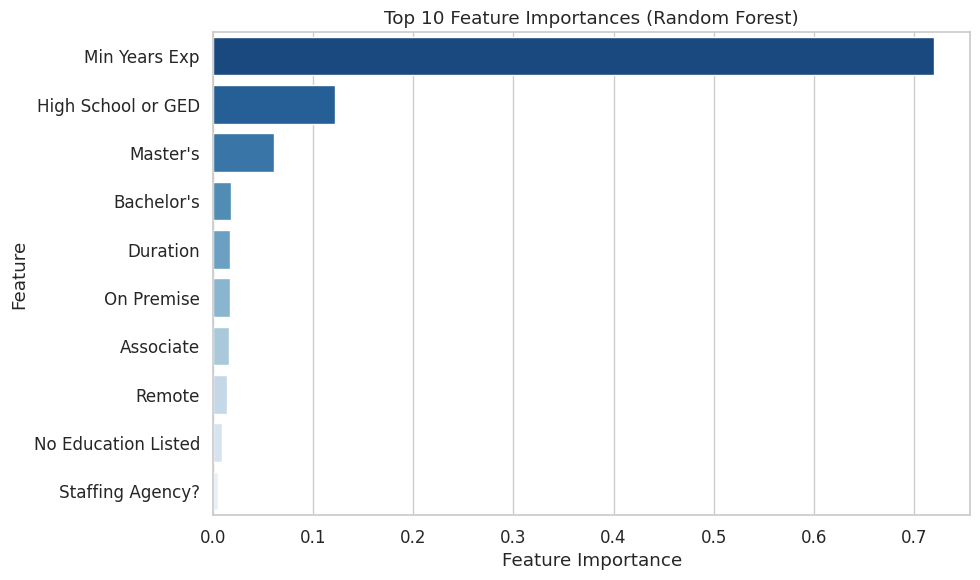 Top 10 Feature Importances (Random Forest)
Min Years Exp
High School or GED
Master's
Bachelor's
Duration
On Premise
Associate
Remote
No Education Listed
Staffing Agency?
Feature
0.0 0.1 0.2 0.3 0.4 0.5 0.6 0.7
Feature Importance